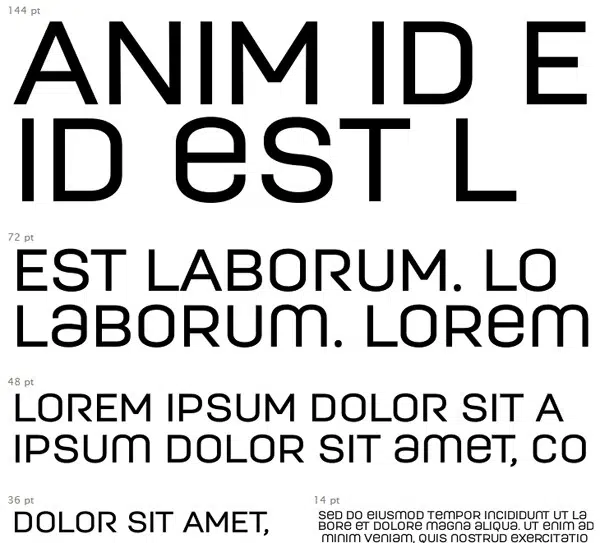 144 pt
ANIM ID E
ID eST L
72 pt
EST LABORUM. LO
LaBORUm. LOREm
48 pt
LOREM IPSUM DOLOR SIT A
IPSUm DOLOR SIT ameT, CO
36 pt
DOLOR SIT AMET,
14 pt
SeD DO eIUSmOD TemPOR InCIDIDUnT UT La
BORe eT DOLORe maGna aLIQUa. UT enIm aD
mInIm VenIam, QUIS nOSTRUD eXeRCITaTIO